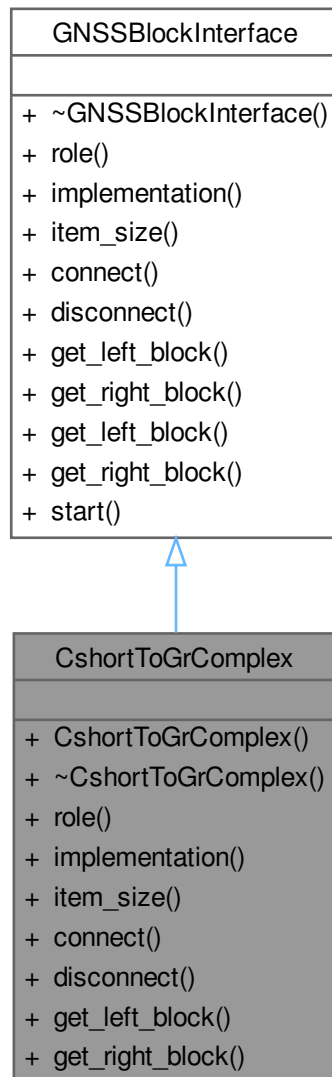 GNSSBlockInterface
+ ~GNSSBlockInterface()
+ role()
+ implementation()
+ item_size()
+ connect()
+ disconnect()
+ get_left_block()
+ get_right_block()
+ get_left_block()
+ get_right_block()
+ start()
CshortToGrComplex
+ CshortToGrComplex()
+ ~CshortToGrComplex()
+ role()
+ implementation()
+ item_size()
+ connect()
+ disconnect()
+ get_left_block()
+ get_right_block()